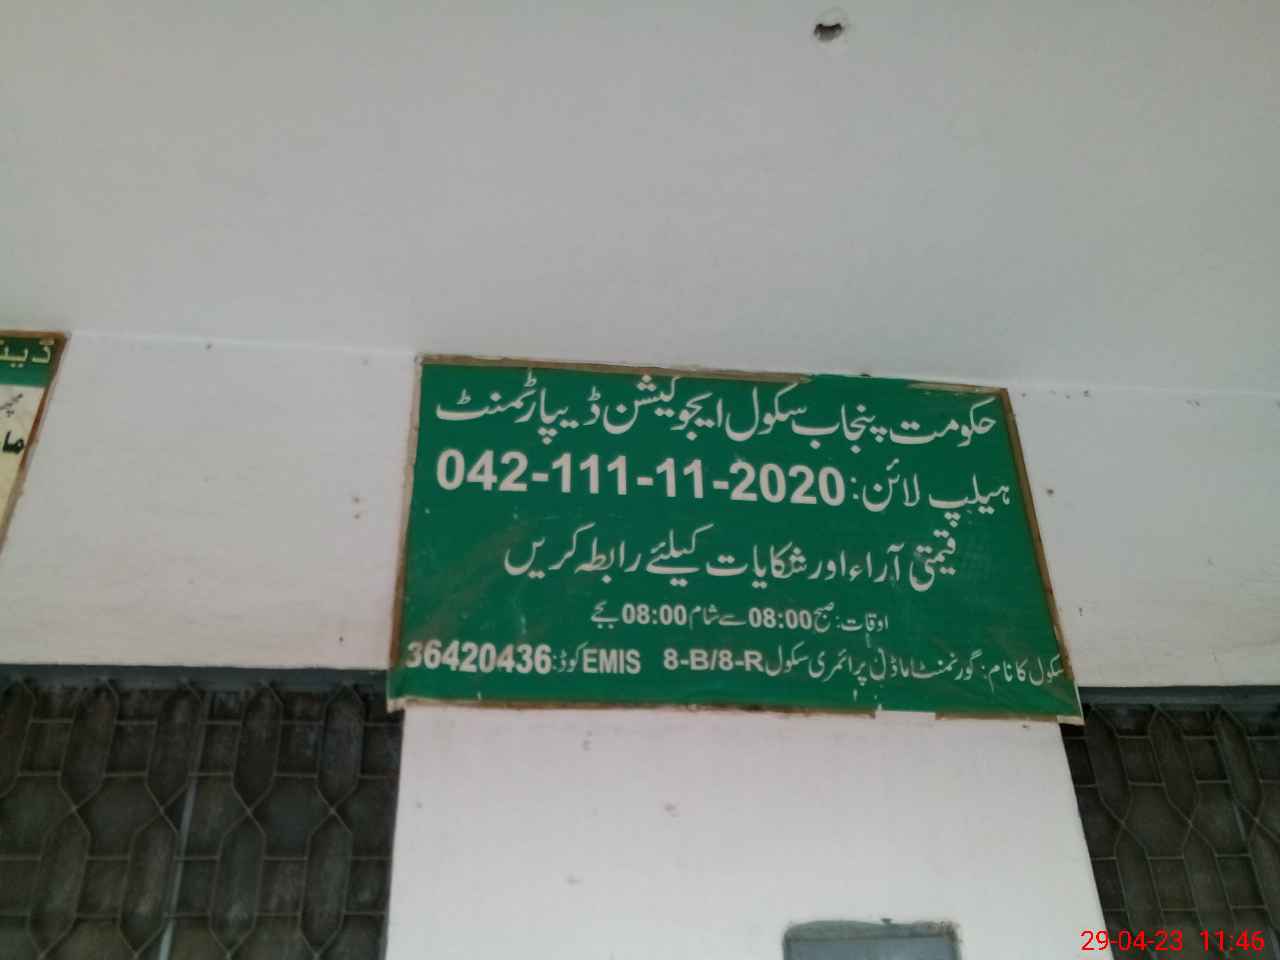 حکومت پنجاب سکول ایجوکیشن ڈیپارٹمنٹ
ہیلپ لائن: 042-111-11-2020
قیمتی آراء اور شکایات کیلئے رابطہ کریں
اوقات: صبح 08:00 سے شام 08:00 بجے
سکول کا نام: گورنمنٹ ماڈل پرائمری سکول 8-B/8-R EMIS کوڈ: 36420436
29-04-23 11:46